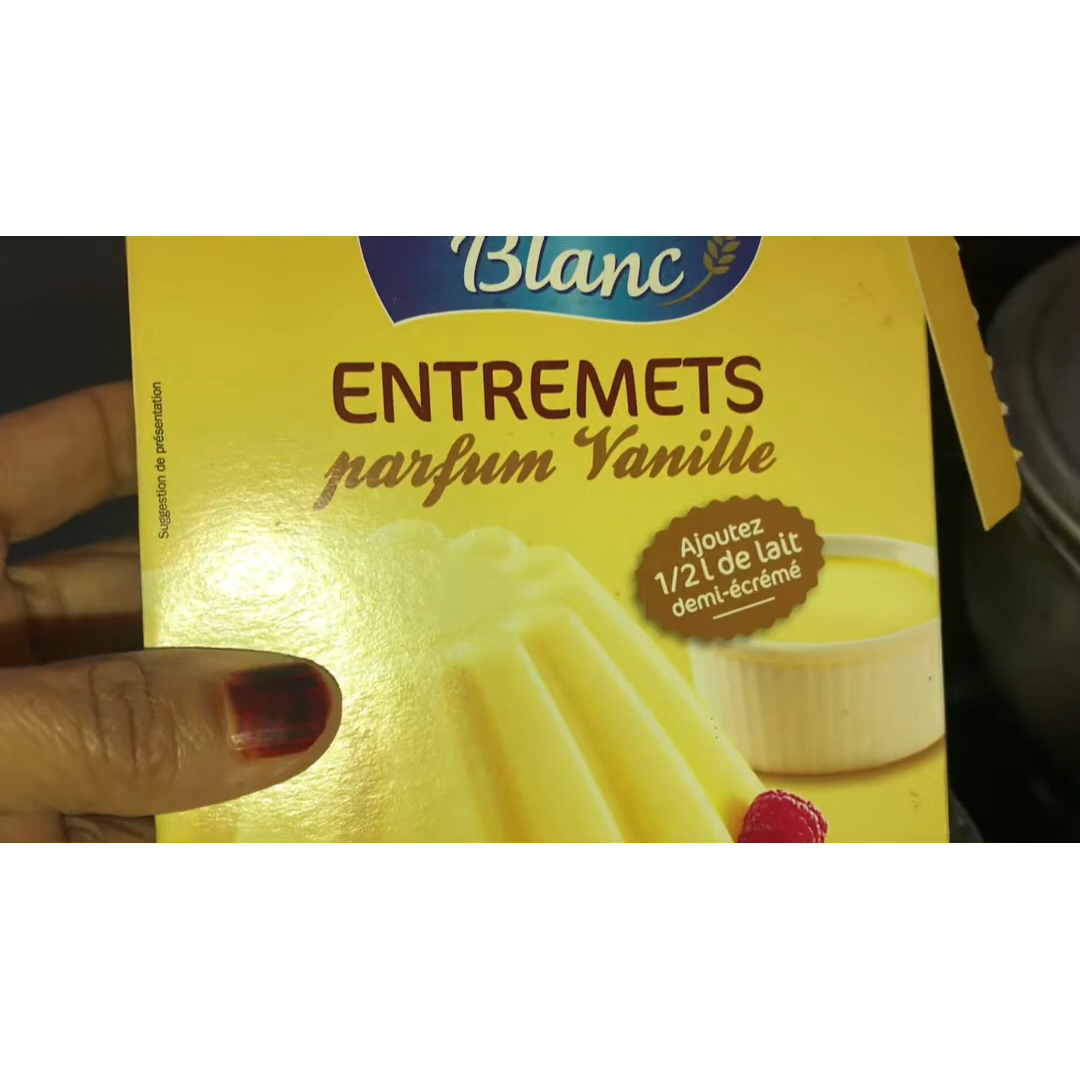 Blanc
ENTREMETS
parfum Vanille
Ajoutez
1/2 l de lait
demi-écrémé
Suggestion de présentation